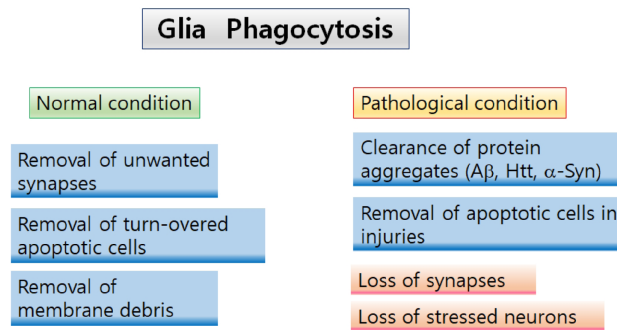 Glia Phagocytosis
Normal condition
Removal of unwanted
synapses
Removal of turn-overed
apoptotic cells
Removal of
membrane debris
Pathological condition
Clearance of protein
aggregates (Aβ, Htt, α-Syn)
Removal of apoptotic cells in
injuries
Loss of synapses
Loss of stressed neurons